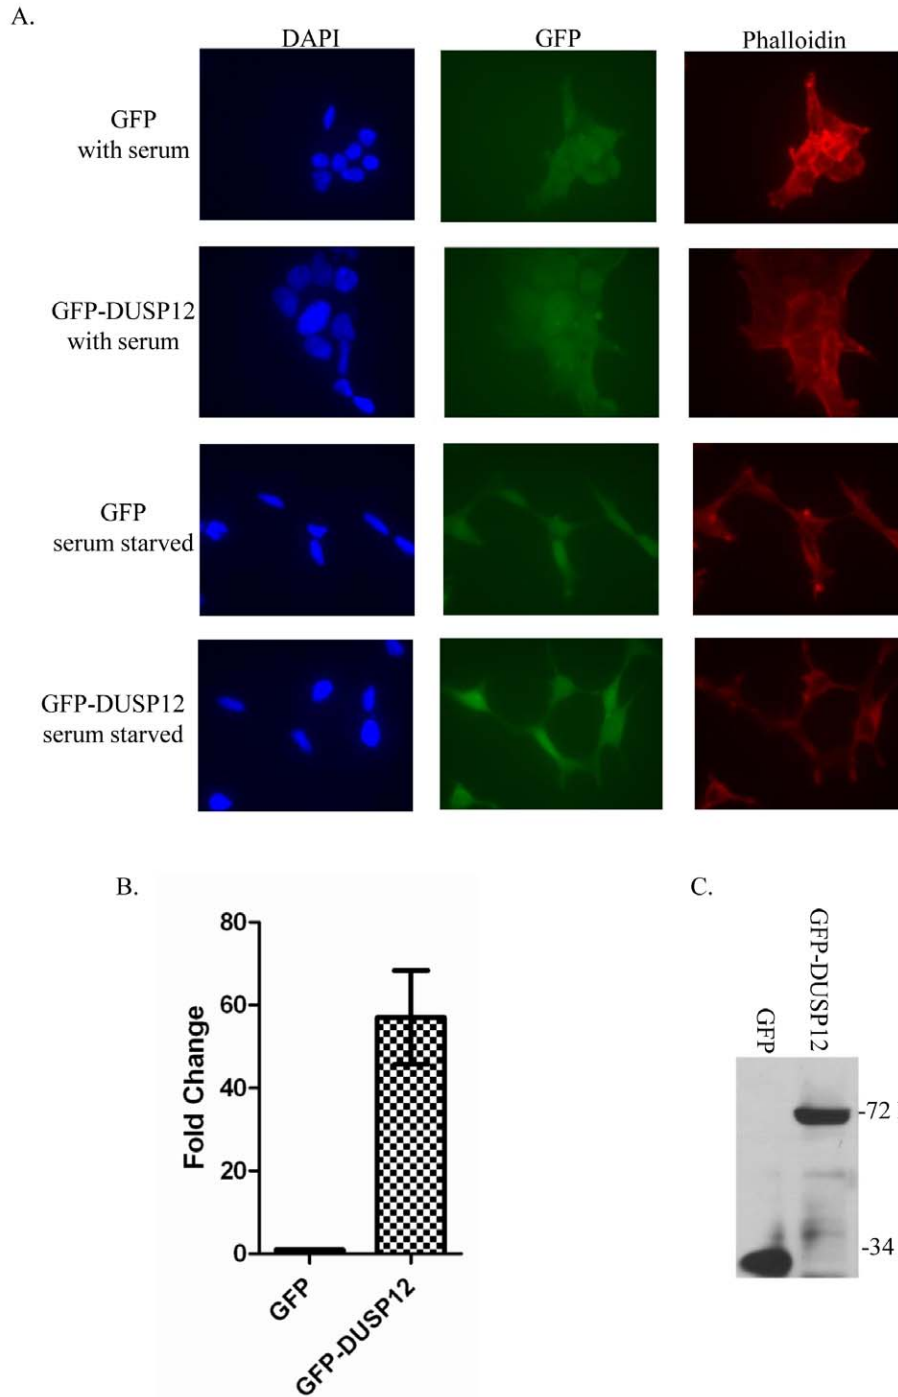 A.
DAPI GFP Phalloidin
GFP
with serum
GFP-DUSP12
with serum
GFP
serum starved
GFP-DUSP12
serum starved
B.
C.
80
60
40
20
0
Fold Change
GFP
GFP-DUSP12
GFP
GFP-DUSP12
-72
-34